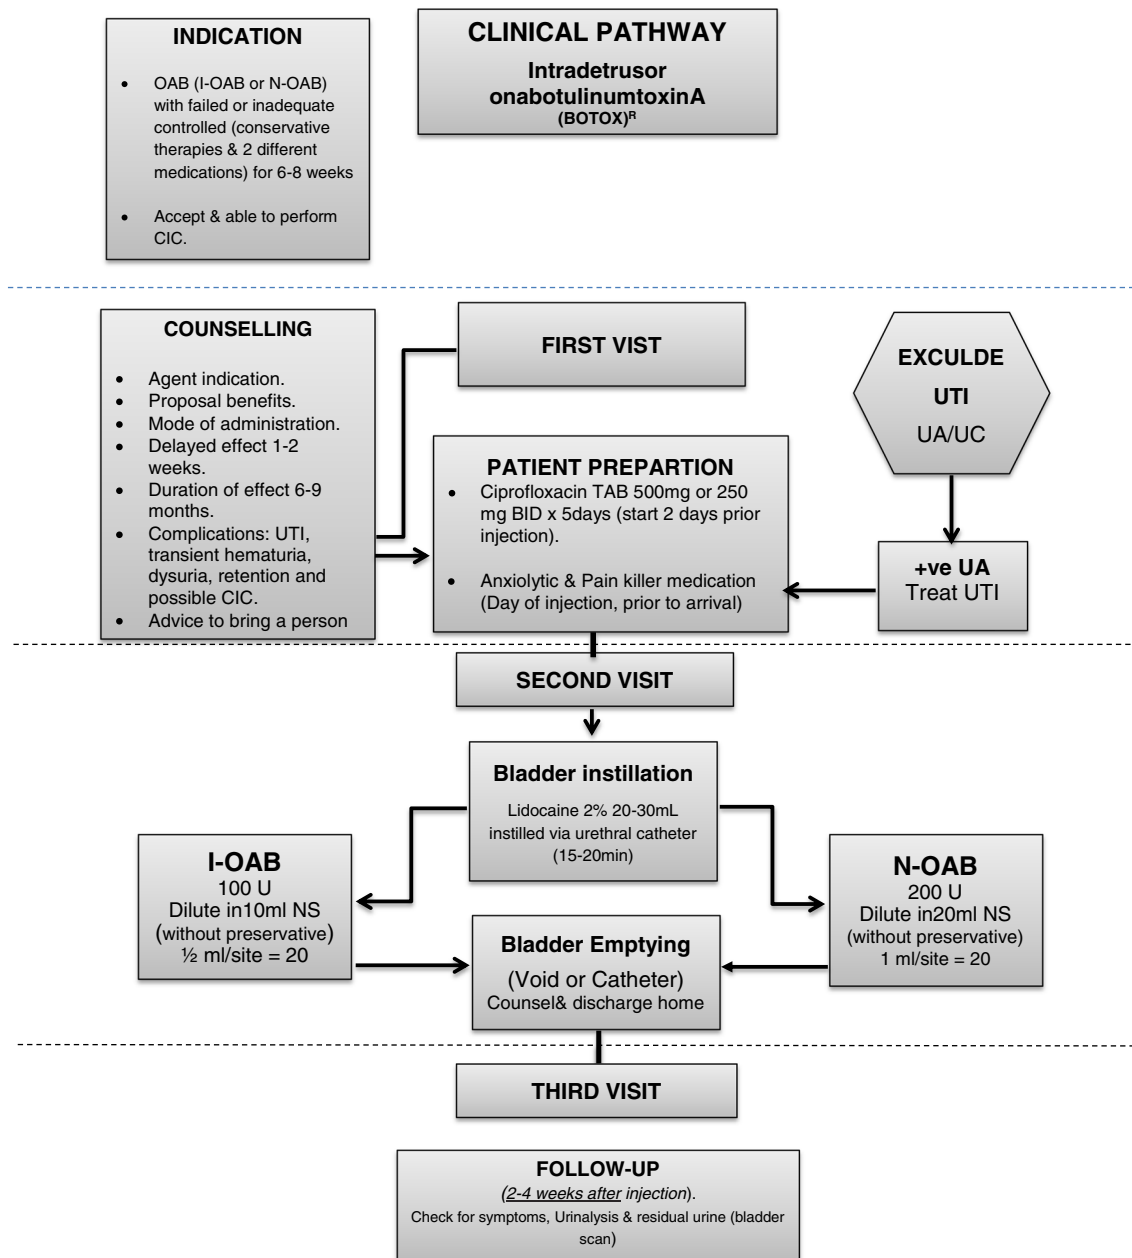 INDICATION
• OAB (I-OAB or N-OAB)
with failed or inadequate
controlled (conservative
therapies & 2 different
medications) for 6-8 weeks
• Accept & able to perform
CIC.
CLINICAL PATHWAY
Intradetrusor
onabotulinumtoxinA
(BOTOX)ᴿ
COUNSELLING
• Agent indication.
• Proposal benefits.
• Mode of administration.
• Delayed effect 1-2
weeks.
• Duration of effect 6-9
months.
• Complications: UTI,
transient hematuria,
dysuria, retention and
possible CIC.
• Advice to bring a person
FIRST VIST
EXCULDE
UTI
UA/UC
PATIENT PREPARTION
• Ciprofloxacin TAB 500mg or 250
mg BID x 5days (start 2 days prior
injection).
• Anxiolytic & Pain killer medication
(Day of injection, prior to arrival)
+ve UA
Treat UTI
SECOND VISIT
Bladder instillation
Lidocaine 2% 20-30mL
instilled via urethral catheter
(15-20min)
I-OAB
100 U
Dilute in10ml NS
(without preservative)
½ ml/site = 20
N-OAB
200 U
Dilute in20ml NS
(without preservative)
1 ml/site = 20
Bladder Emptying
(Void or Catheter)
Counsel& discharge home
THIRD VISIT
FOLLOW-UP
(2-4 weeks after injection).
Check for symptoms, Urinalysis & residual urine (bladder
scan)